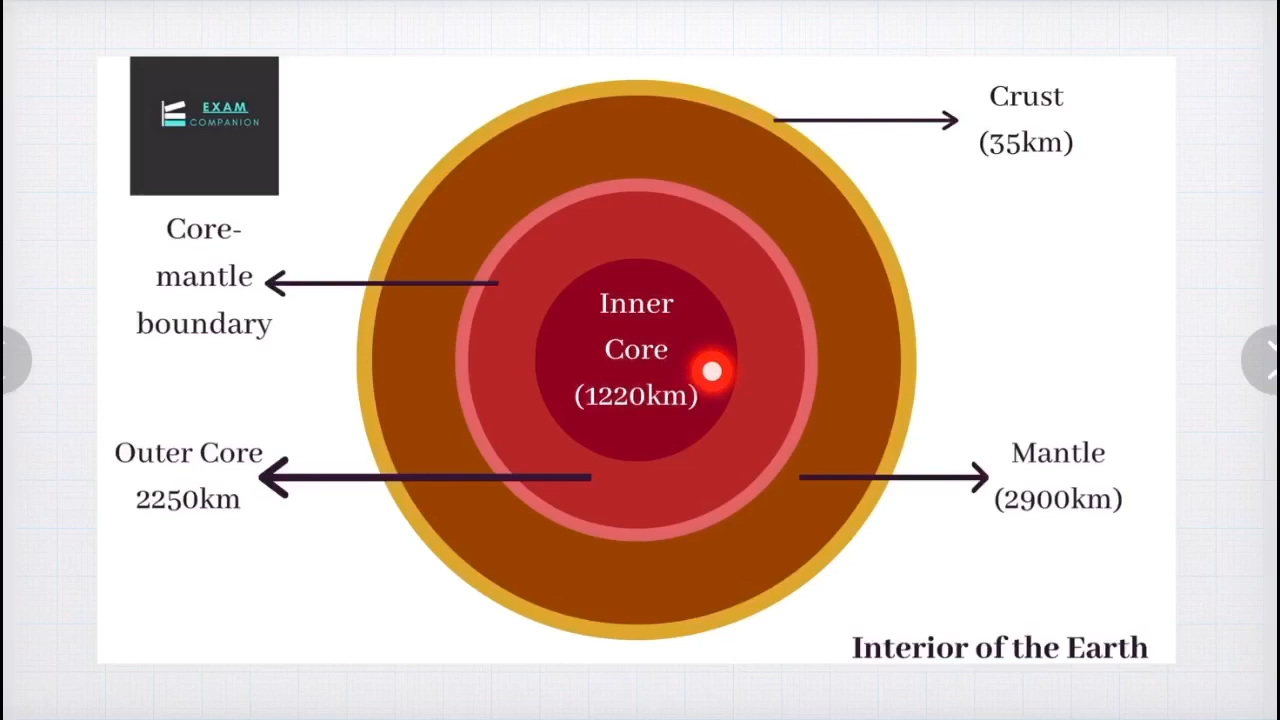 EXAM
COMPANION
Crust
(35km)
Core-
mantle
boundary
Inner
Core
(1220km)
Outer Core
2250km
Mantle
(2900km)
Interior of the Earth